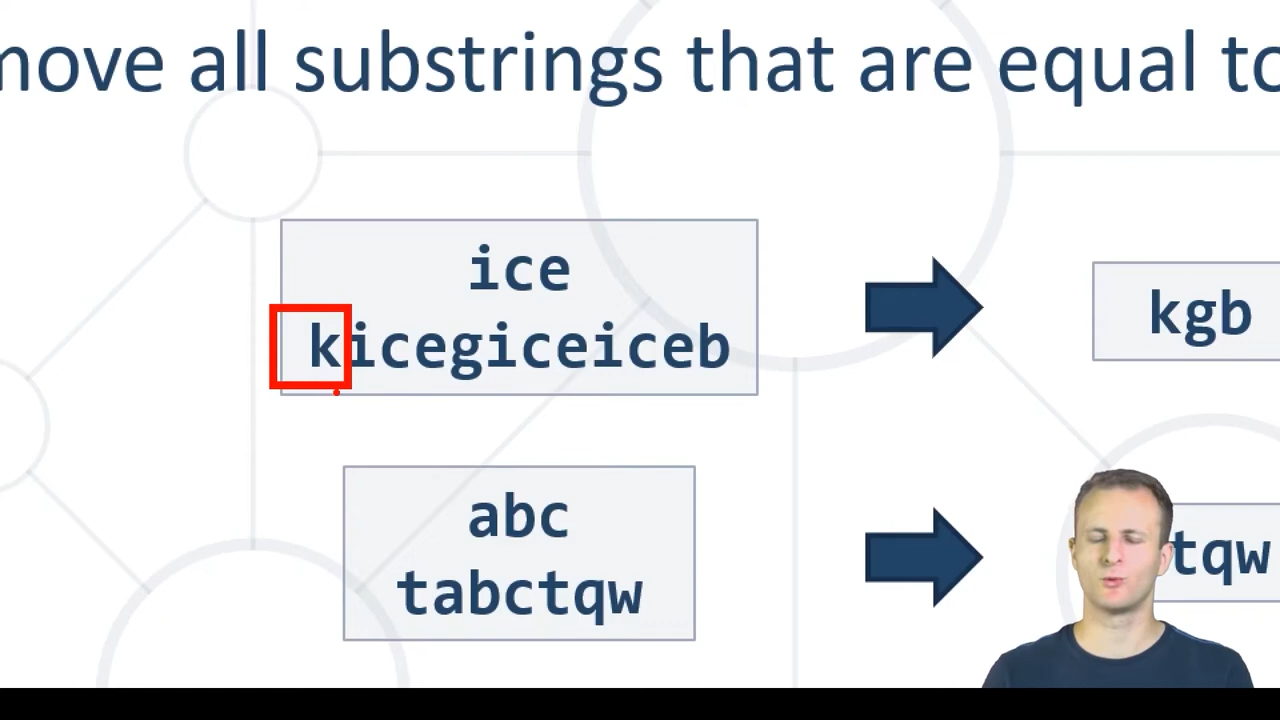 move all substrings that are equal to
ice
kicegiceiceb
kgb
abc
tabctqw
tqw